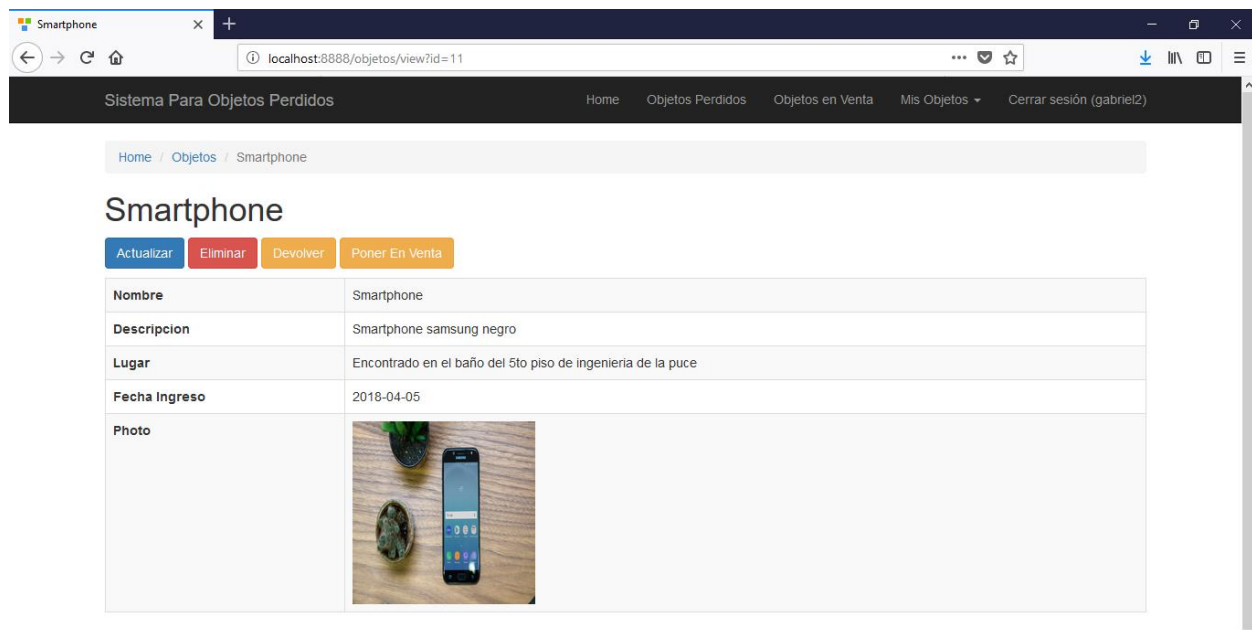 Smartphone
localhost:8888/objetos/view?id=11
Sistema Para Objetos Perdidos Home Objetos Perdidos Objetos en Venta Mis Objetos Cerrar sesión (gabriel2)
Home / Objetos / Smartphone
Smartphone
Actualizar Eliminar Devolver Poner En Venta
Nombre Smartphone
Descripcion Smartphone samsung negro
Lugar Encontrado en el baño del 5to piso de ingenieria de la puce
Fecha Ingreso 2018-04-05
Photo